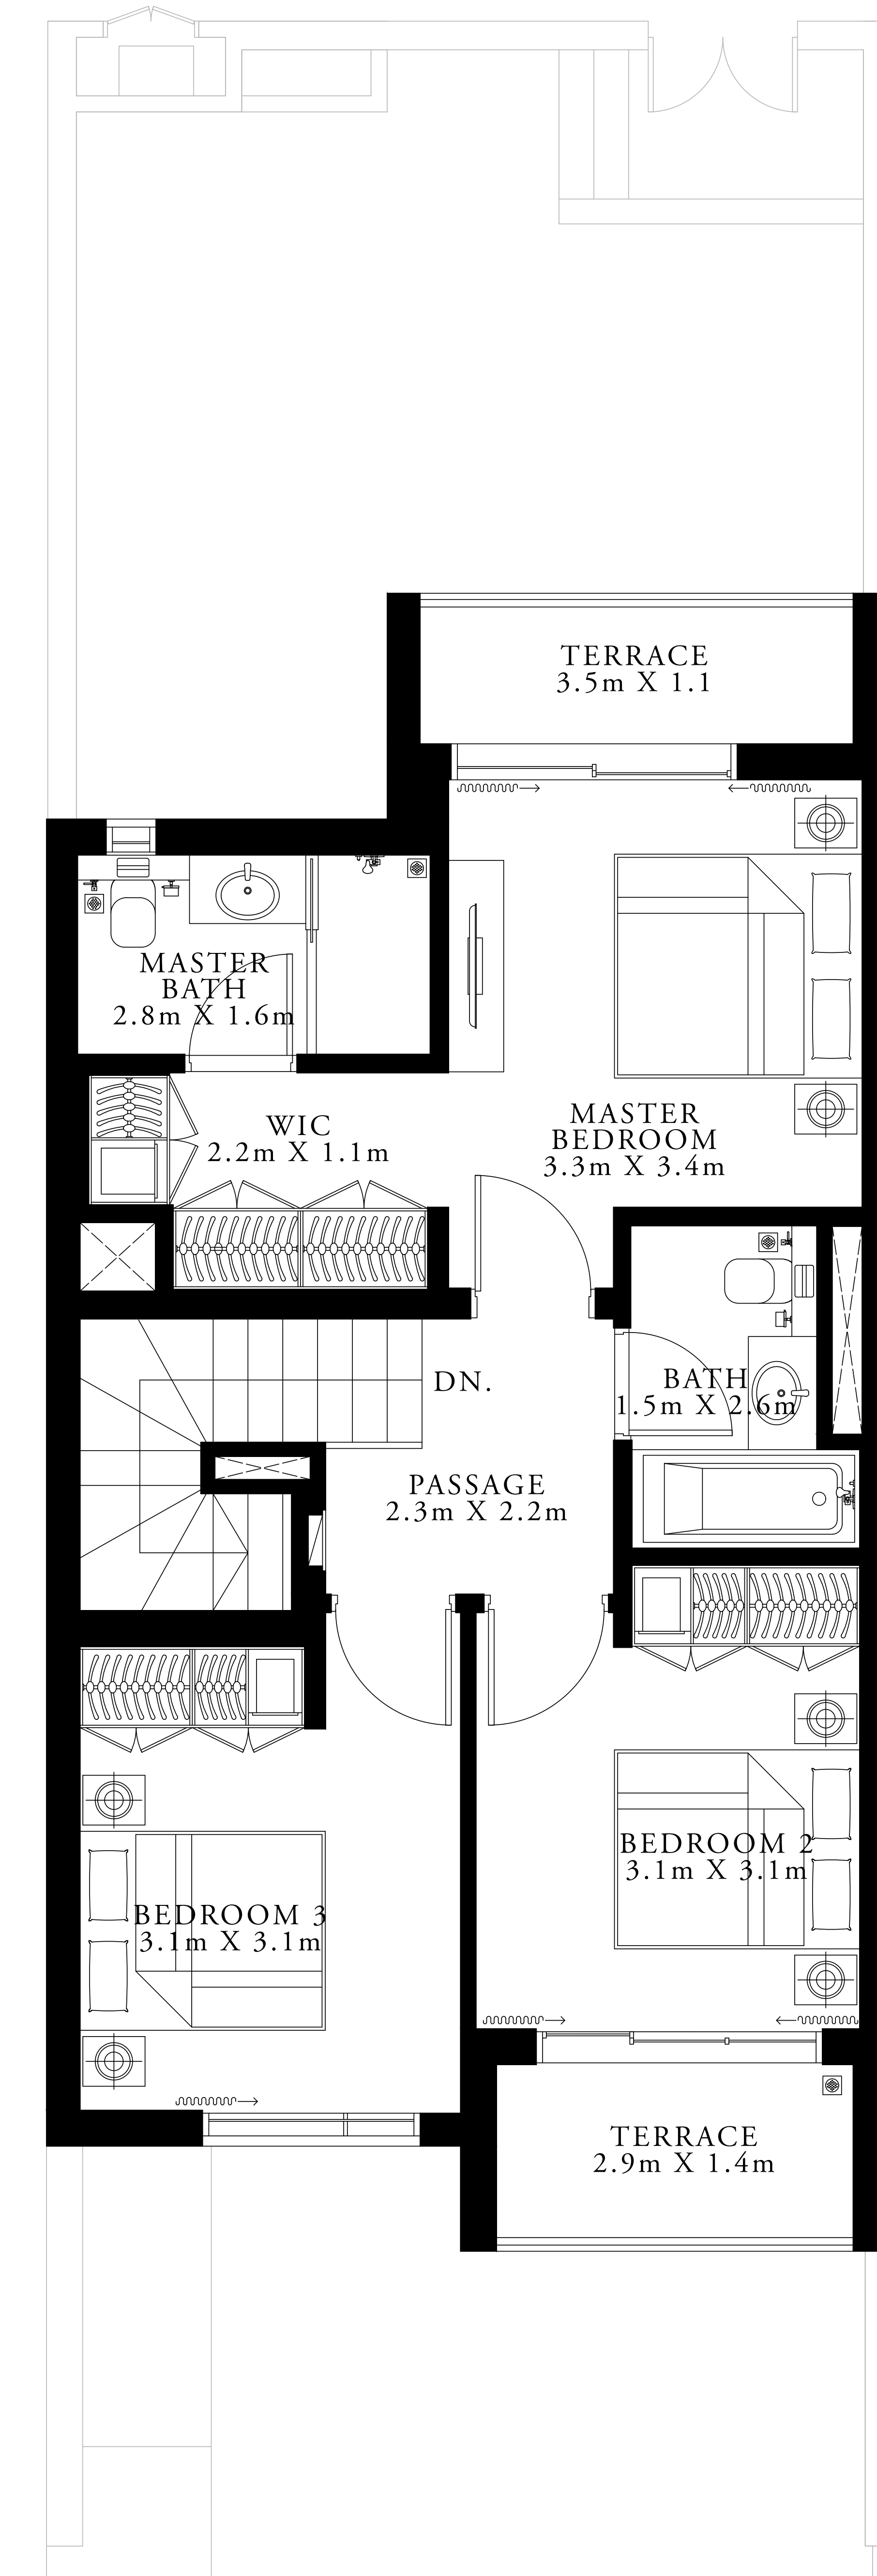 TERRACE
3.5m X 1.1
MASTER
BATH
2.8m X 1.6m
WIC
2.2m X 1.1m
MASTER
BEDROOM
3.3m X 3.4m
DN.
BATH
1.5m X 2.6m
PASSAGE
2.3m X 2.2m
BEDROOM 2
3.1m X 3.1m
BEDROOM 3
3.1m X 3.1m
TERRACE
2.9m X 1.4m